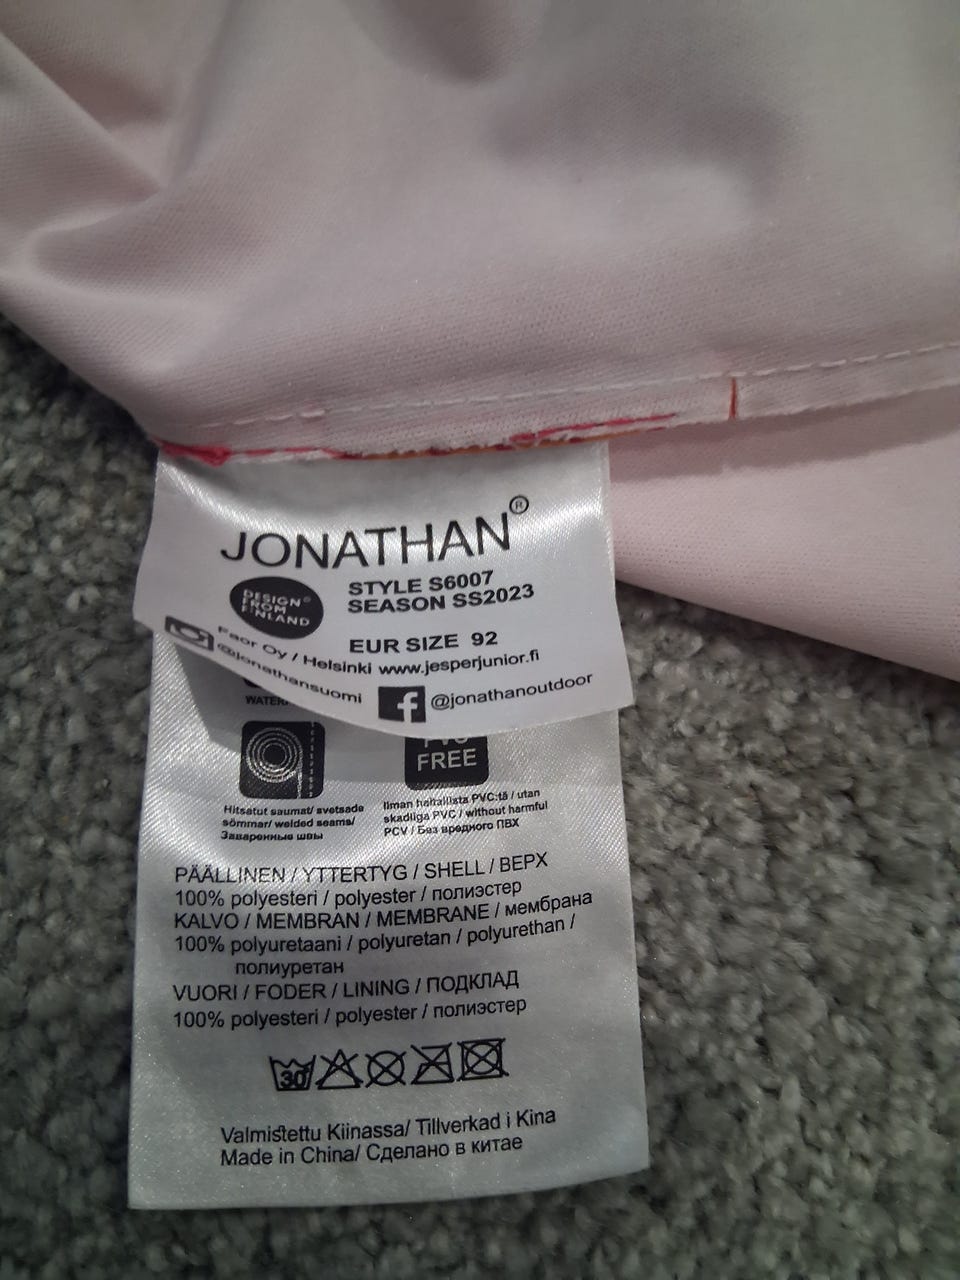 JONATHAN®
DESIGN®
FROM
FINLAND
STYLE S6007
SEASON SS2023
EUR SIZE 92
Faor Oy / Helsinki www.jesperjunior.fi
@jonathansuomi
@jonathanoutdoor
FREE
Hitsatut saumat/ svetsade
sömmar/ welded seams/
Заваренные швы
Ilman haitallista PVC:tä / utan
skadliga PVC / without harmful
PCV / Без вредного ПВХ
PÄÄLLINEN / YTTERTYG / SHELL / ВЕРХ
100% polyesteri / polyester / полиэстер
KALVO / MEMBRAN / MEMBRANE / мембрана
100% polyuretaani / polyuretan / polyurethan /
полиуретан
VUORI / FODER / LINING / ПОДКЛАД
100% polyesteri / polyester / полиэстер
30
Valmistettu Kiinassa/ Tillverkad i Kina
Made in China/ Сделано в китае